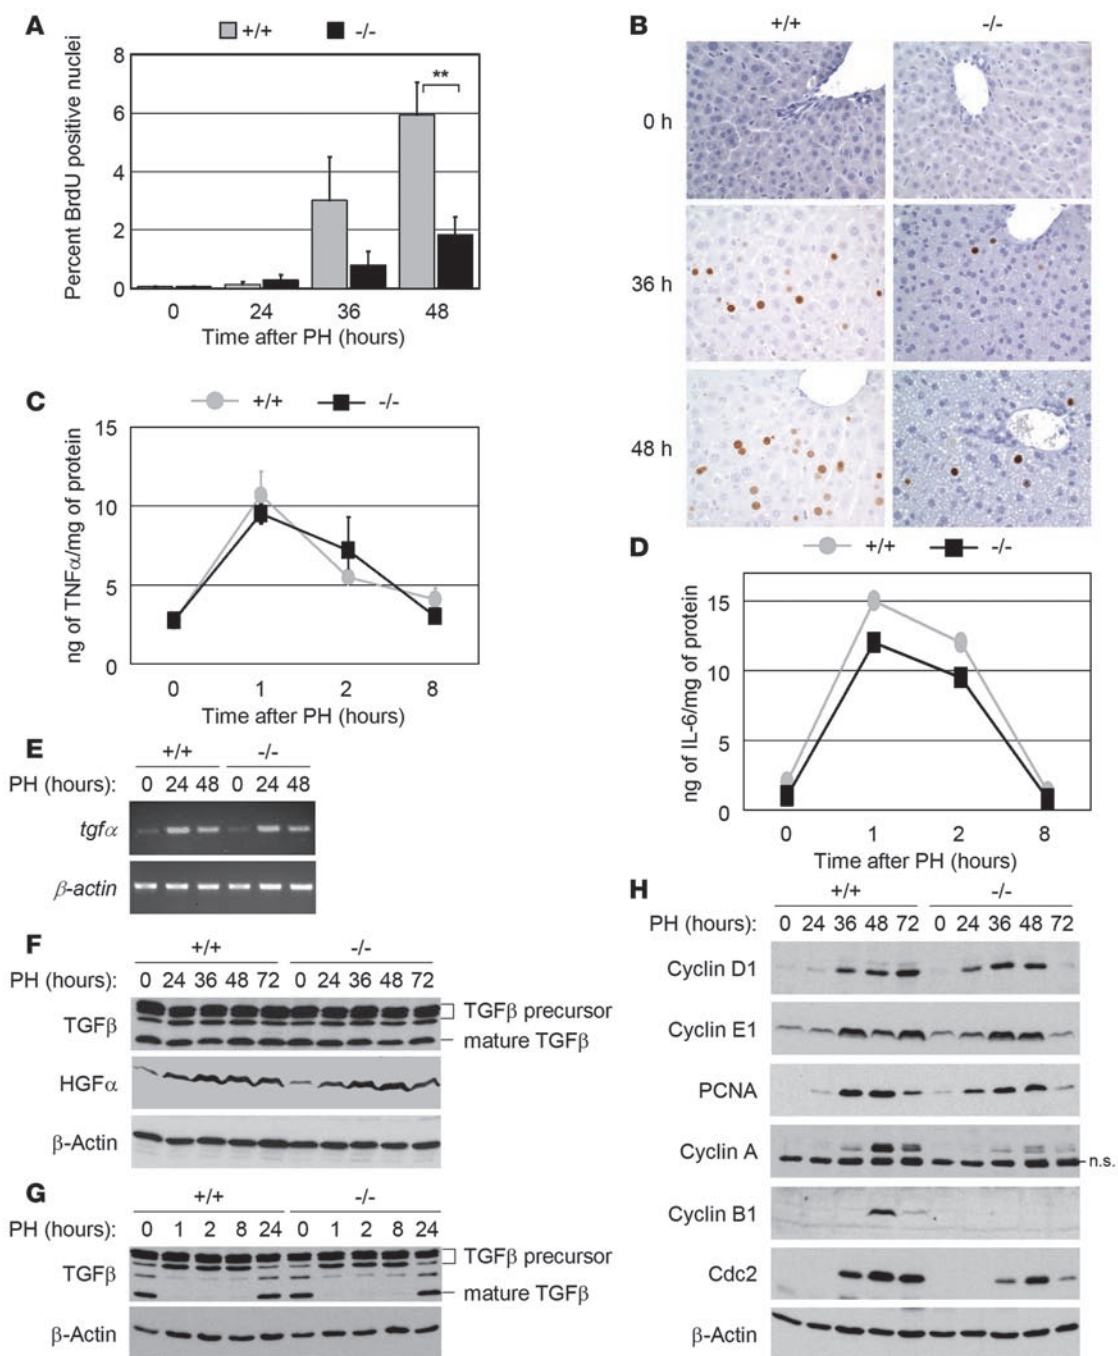 A
+/+ -/-
Percent BrdU positive nuclei
8
6
4
2
0
**
0 24 36 48
Time after PH (hours)
B
+/+ -/-
0 h
36 h
48 h
C
+/+ -/-
ng of TNFα/mg of protein
15
10
5
0
0 1 2 8
Time after PH (hours)
D
+/+ -/-
ng of IL-6/mg of protein
15
10
5
0
0 1 2 8
Time after PH (hours)
E
+/+ -/-
PH (hours): 0 24 48 0 24 48
tgfα
β-actin
F
+/+ -/-
PH (hours): 0 24 36 48 72 0 24 36 48 72
TGFβ
TGFβ precursor
mature TGFβ
HGFα
β-Actin
G
+/+ -/-
PH (hours): 0 1 2 8 24 0 1 2 8 24
TGFβ
TGFβ precursor
mature TGFβ
β-Actin
H
+/+ -/-
PH (hours): 0 24 36 48 72 0 24 36 48 72
Cyclin D1
Cyclin E1
PCNA
Cyclin A
n.s.
Cyclin B1
Cdc2
β-Actin